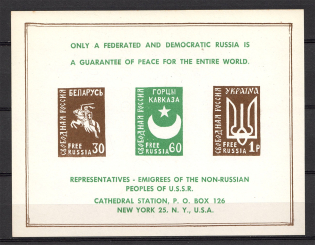 ONLY A FEDERATED AND DEMOCRATIC RUSSIA IS
A GUARANTEE OF PEACE FOR THE ENTIRE WORLD.
СВОБОДНАЯ РОССИЯ
БЕЛАРУСЬ
FREE
RUSSIA 30
СВОБОДНАЯ РОССИЯ
ГОРЦЫ
КАВКАЗА
FREE
RUSSIA 60
СВОБОДНАЯ РОССИЯ
УКРАЇНА
FREE
RUSSIA 1Р
REPRESENTATIVES - EMIGREES OF THE NON-RUSSIAN
PEOPLES OF U.S.S.R.
CATHEDRAL STATION, P. O. BOX 126
NEW YORK 25. N. Y., U.S.A.